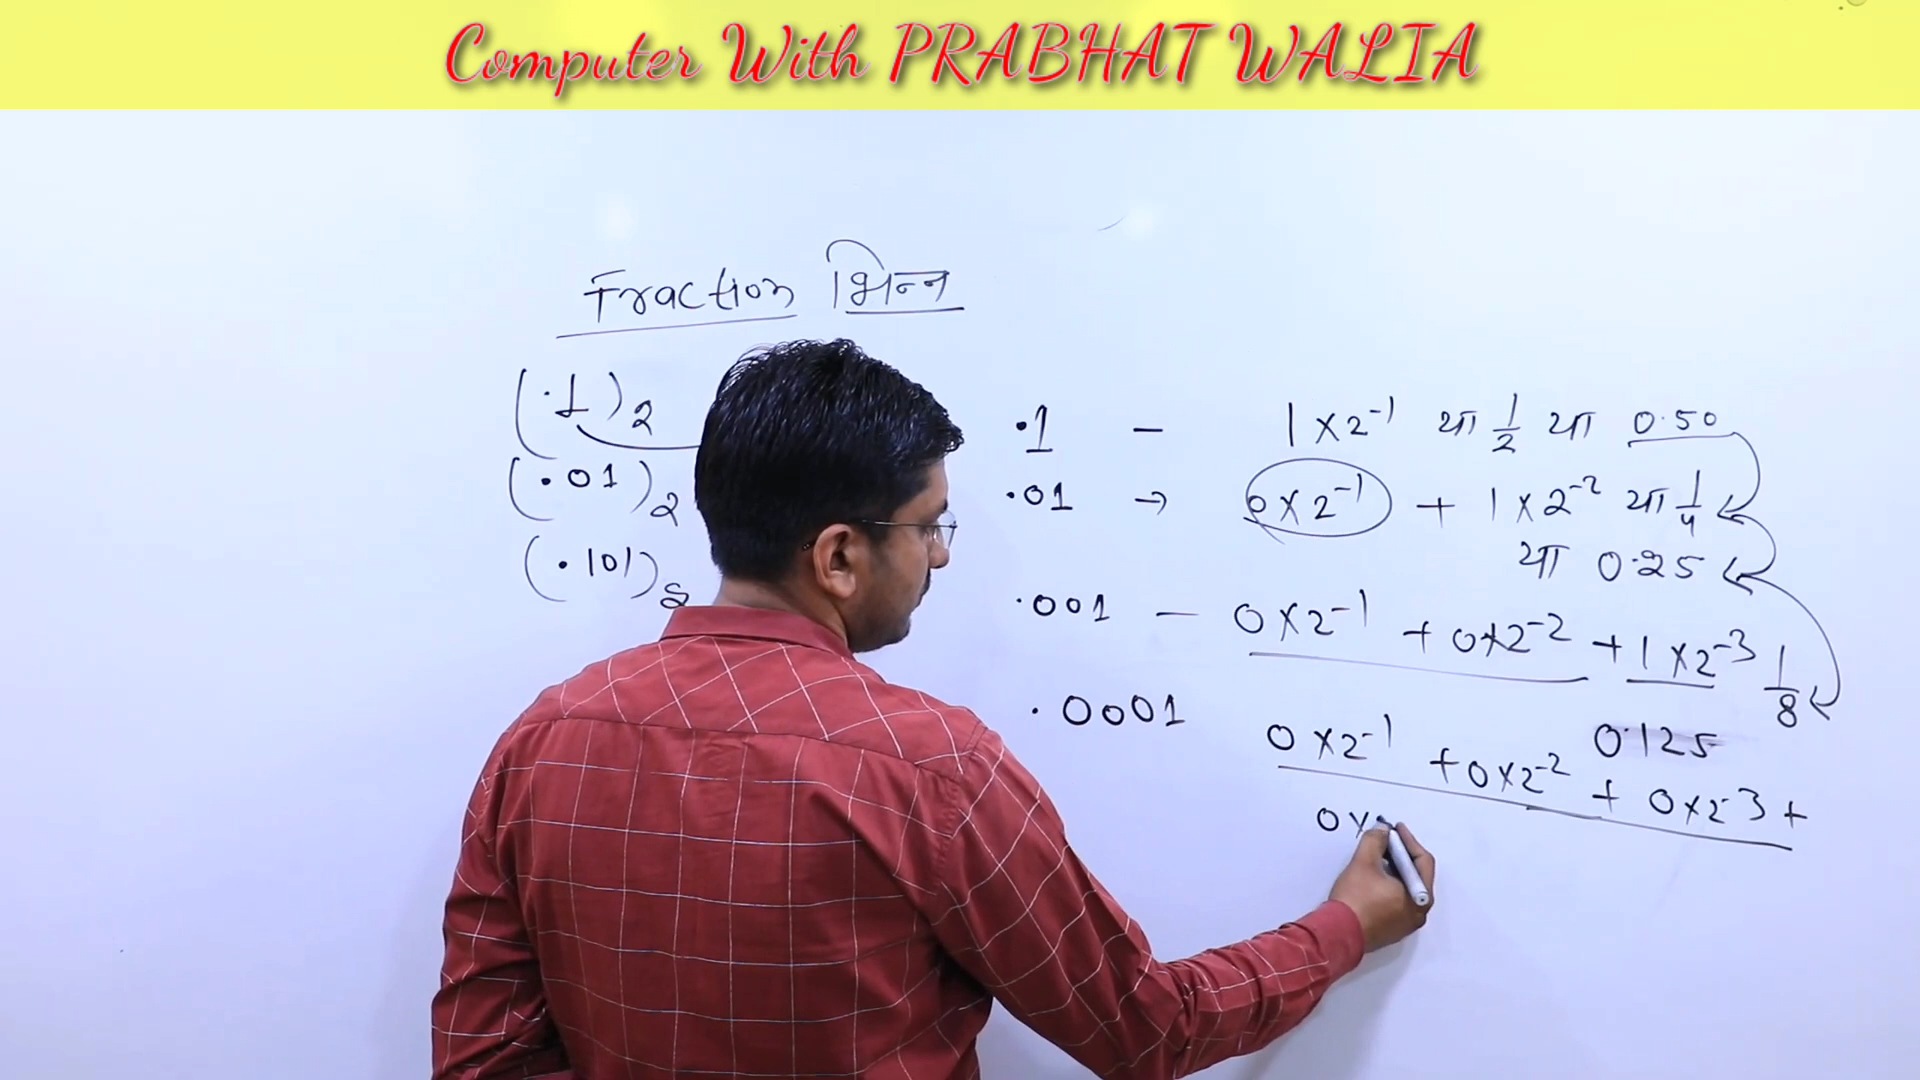 Computer With PRABHAT WALIA
Fraction भिन्न
(.1)2
(.01)2
(.101)2
.1 - 1×2⁻¹ या 1/2 या 0.50
.01 → 0×2⁻¹ + 1×2⁻² या 1/4
या 0.25
.001 - 0×2⁻¹ + 0×2⁻² + 1×2⁻³ 1/8
0.125
.0001 0×2⁻¹ + 0×2⁻² + 0×2⁻³ +
0×